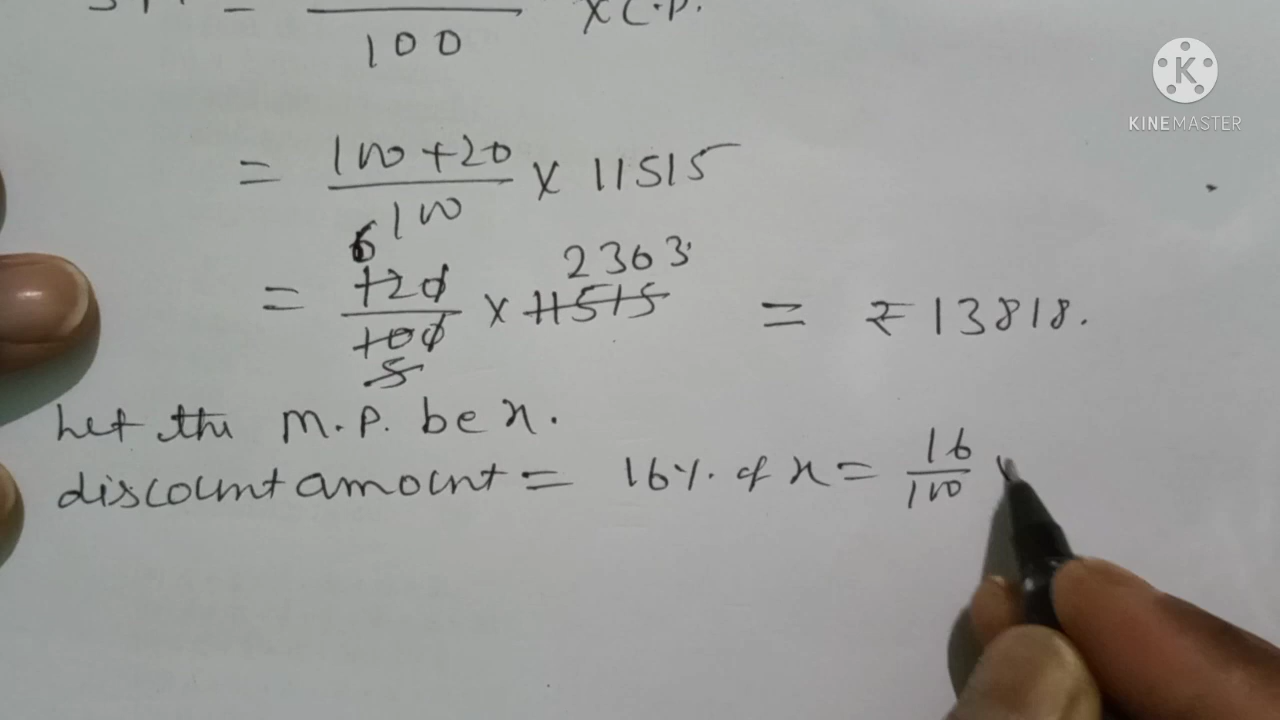 = ——— × C.P.
100
= 100 + 20 / 100 × 11515
6 2303
= 120 / 100 × 11515 = ₹ 13818.
5
Let the M.P. be x.
discount amount = 16% of x = 16 / 100 ×
K
KINEMASTER